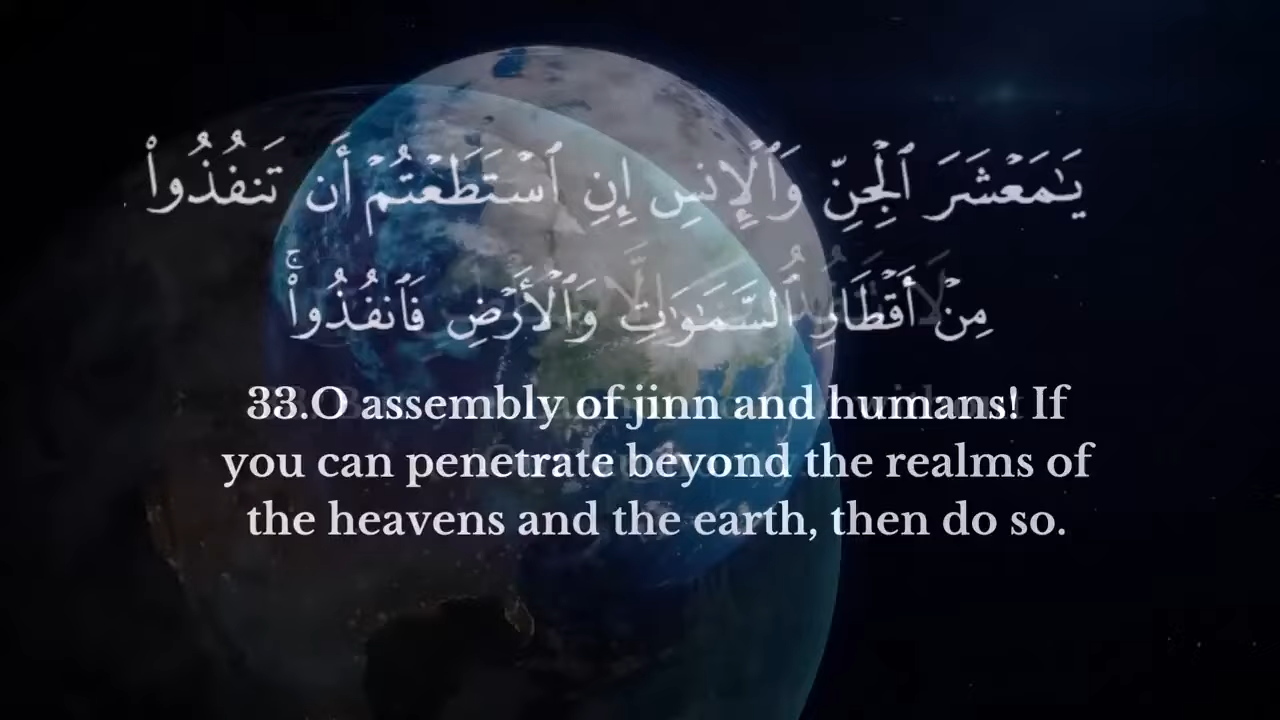 يَـٰمَعْشَرَ ٱلْجِنِّ وَٱلْإِنسِ إِنِ ٱسْتَطَعْتُمْ أَن تَنفُذُوا۟
مِنْ أَقْطَارِ ٱلسَّمَـٰوَٰتِ وَٱلْأَرْضِ فَٱنفُذُوا۟ ۚ
33.O assembly of jinn and humans! If
you can penetrate beyond the realms of
the heavens and the earth, then do so.